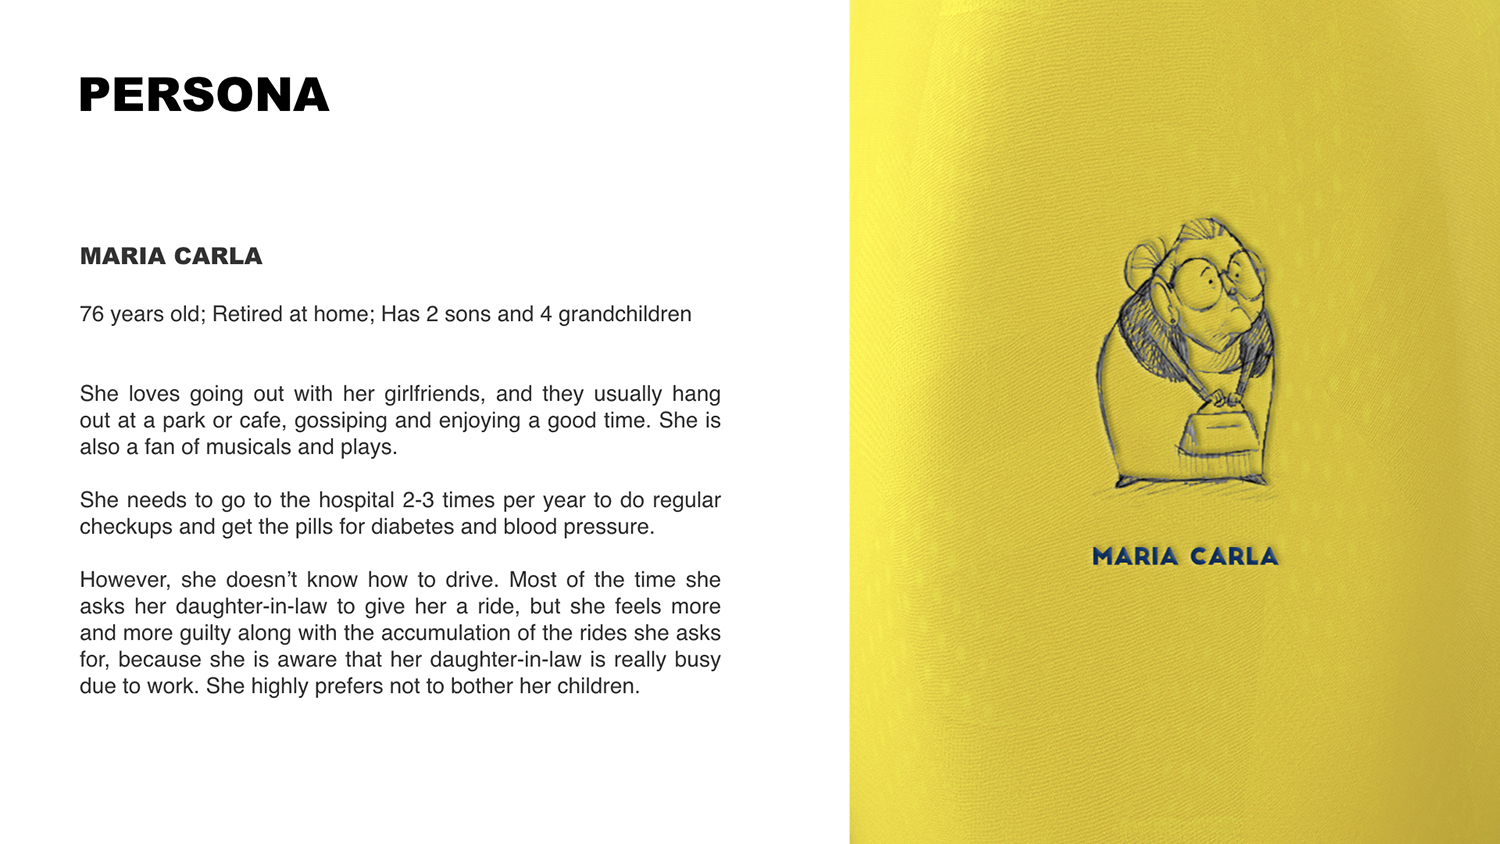 PERSONA
MARIA CARLA
76 years old; Retired at home; Has 2 sons and 4 grandchildren
She loves going out with her girlfriends, and they usually hang
out at a park or cafe, gossiping and enjoying a good time. She is
also a fan of musicals and plays.
She needs to go to the hospital 2-3 times per year to do regular
checkups and get the pills for diabetes and blood pressure.
However, she doesn’t know how to drive. Most of the time she
asks her daughter-in-law to give her a ride, but she feels more
and more guilty along with the accumulation of the rides she asks
for, because she is aware that her daughter-in-law is really busy
due to work. She highly prefers not to bother her children.
MARIA CARLA